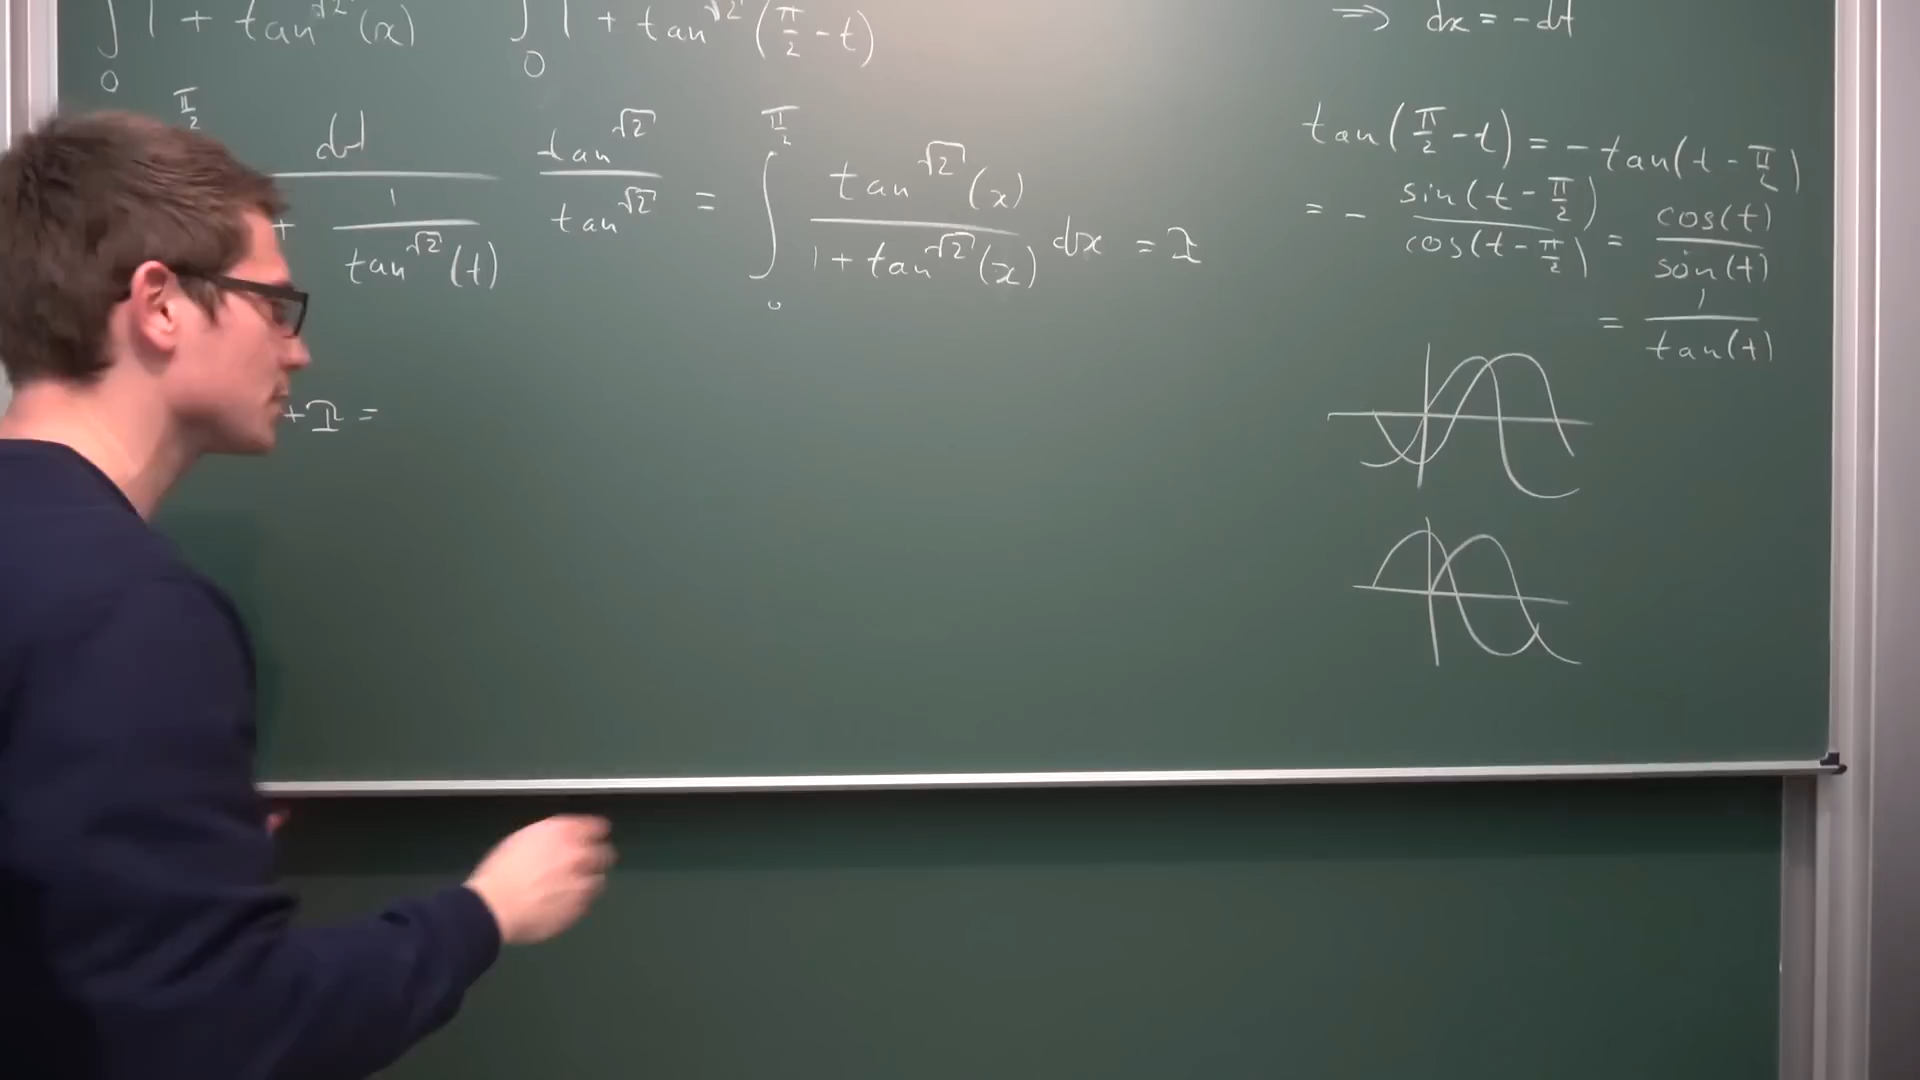 ∫ 0 1 + tan^√2 (x) ∫ 0 1 + tan^√2 (π/2 - t)
⇒ dx = -dt
π/2 dt / + 1/tan^√2 (t) tan^√2 / tan^√2 = ∫ 0 π/2 tan^√2 (x) / 1 + tan^√2 (x) dx = I
tan(π/2 - t) = - tan(t - π/2)
= - sin(t - π/2) / cos(t - π/2) = cos(t) / sin(t)
= 1 / tan(t)
+ I =